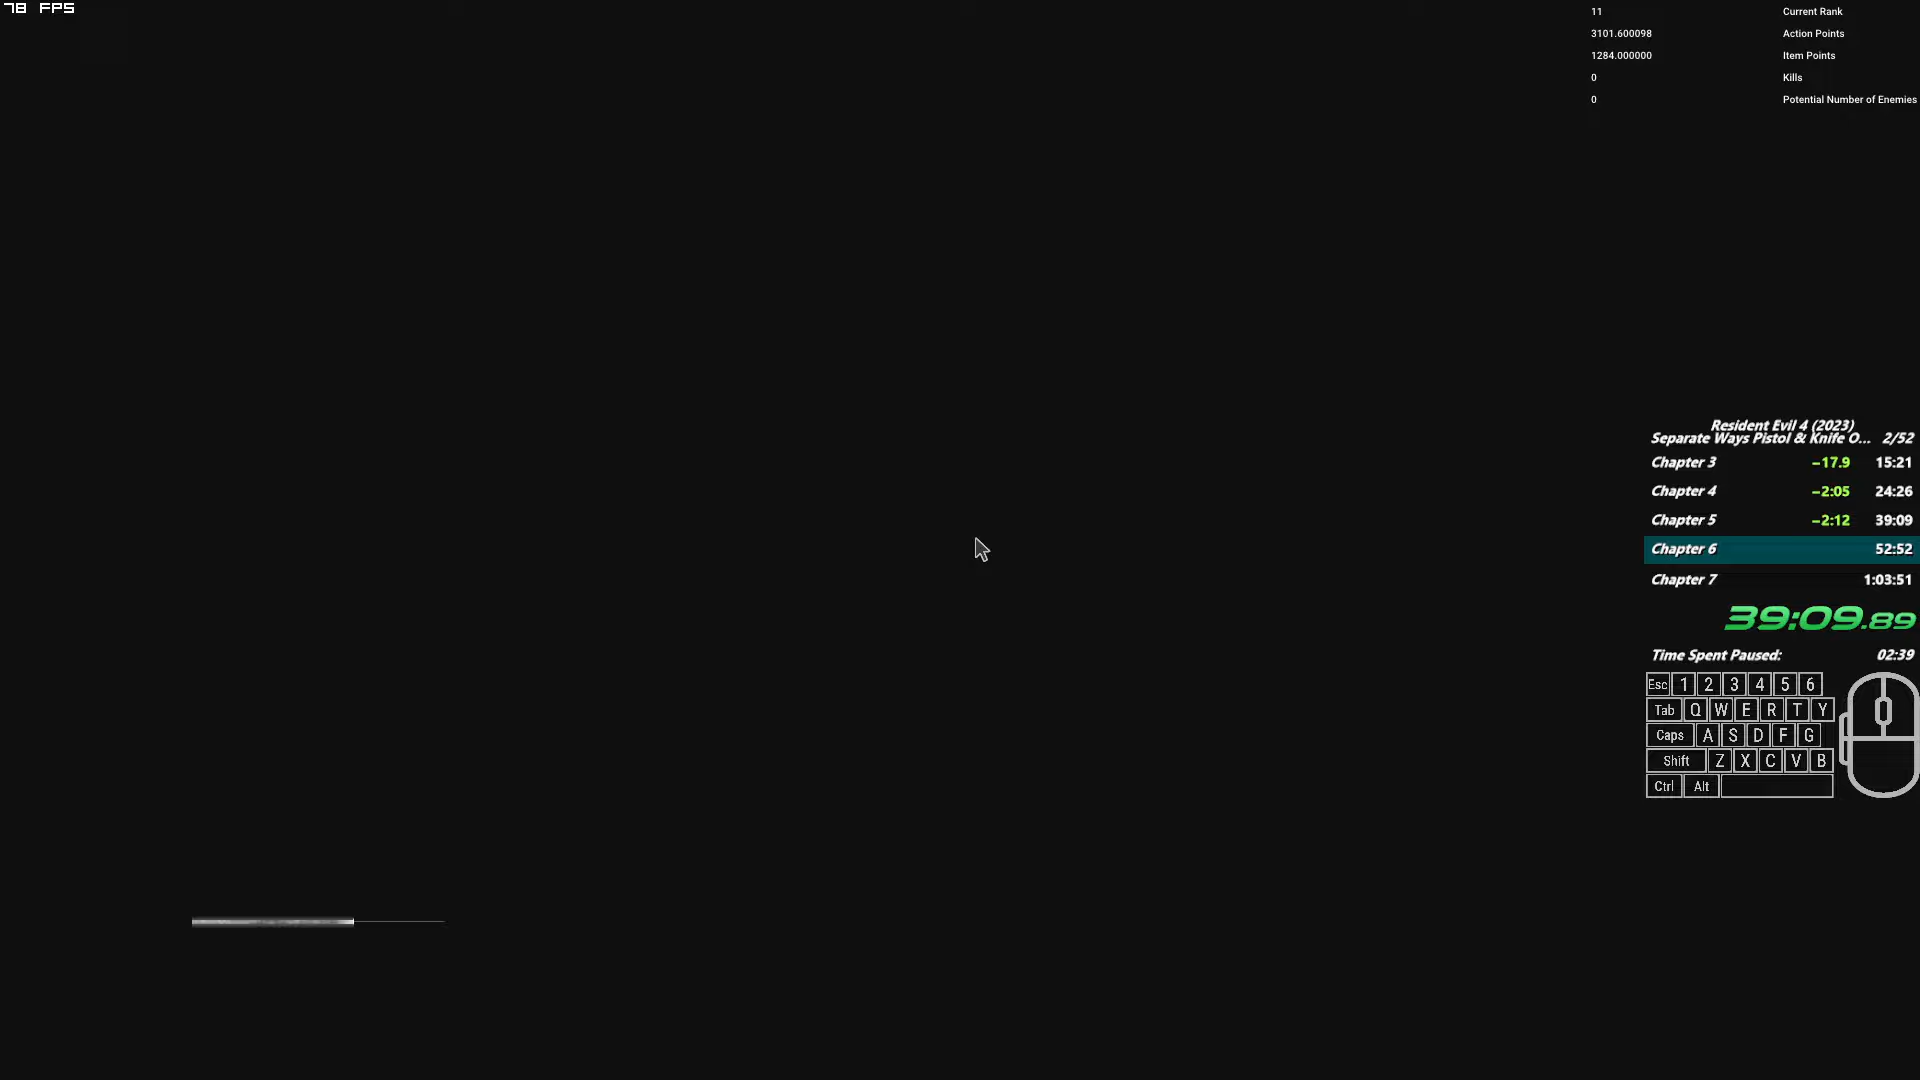 78 FPS
11 Current Rank
3101.600098 Action Points
1284.000000 Item Points
0 Kills
0 Potential Number of Enemies
Resident Evil 4 (2023)
Separate Ways Pistol & Knife O... 2/52
Chapter 3 −17.9 15:21
Chapter 4 −2:05 24:26
Chapter 5 −2:12 39:09
Chapter 6 52:52
Chapter 7 1:03:51
39:09.89
Time Spent Paused: 02:39
Esc 1 2 3 4 5 6
Tab Q W E R T Y
Caps A S D F G
Shift Z X C V B
Ctrl Alt